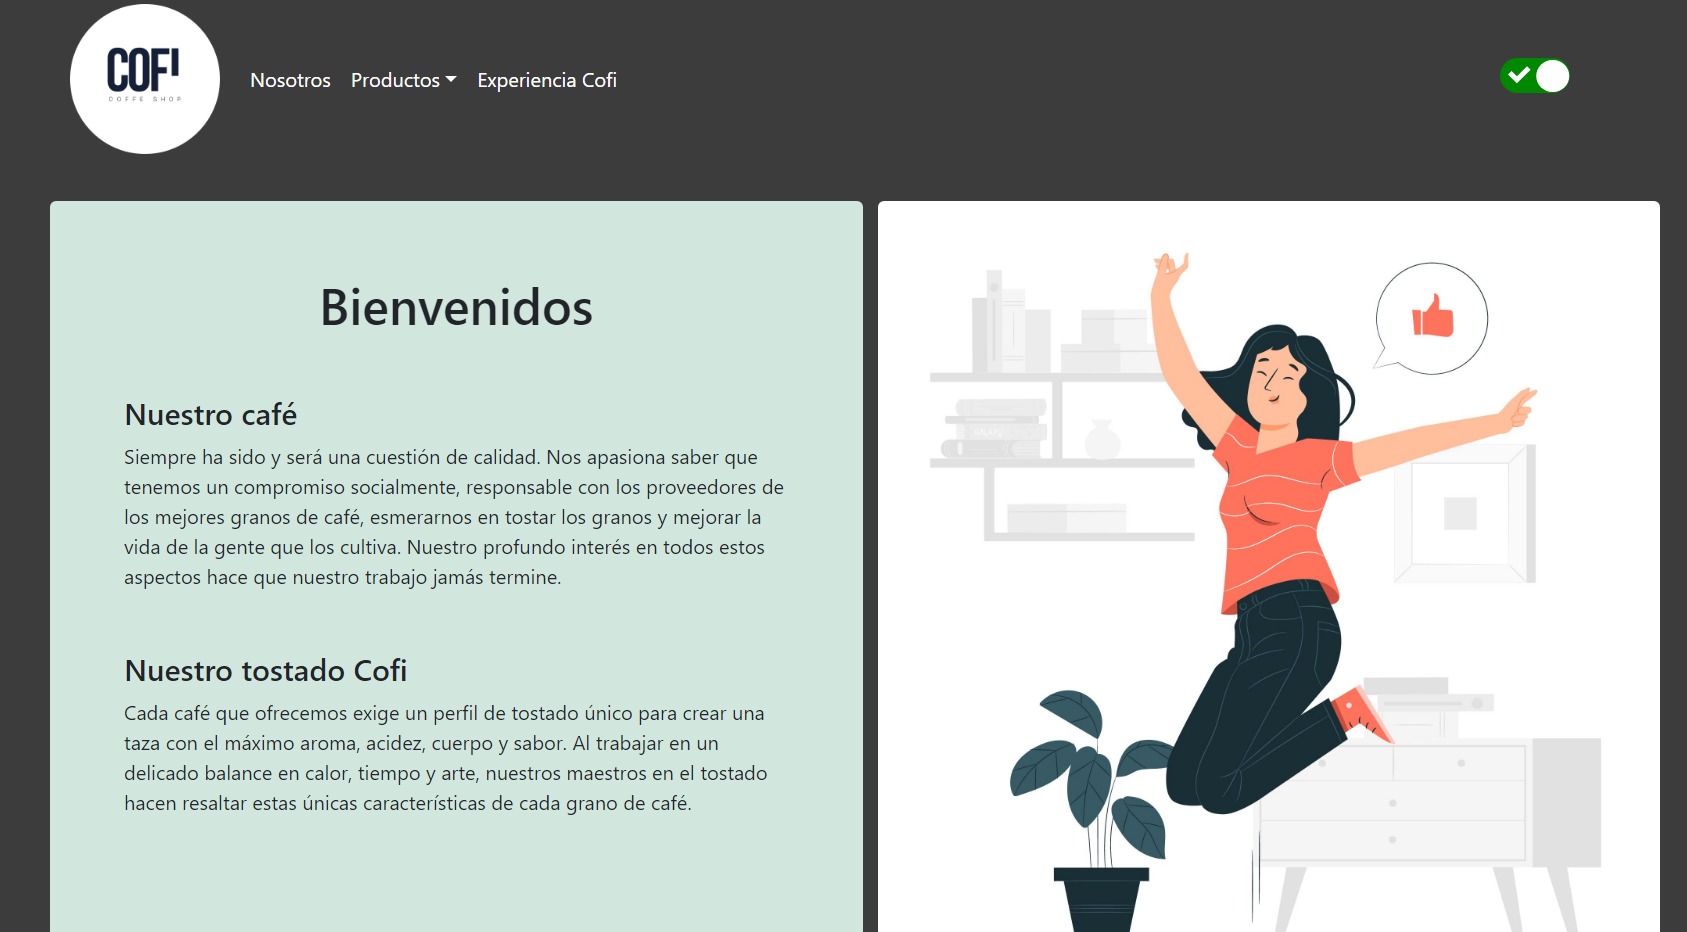 COFI
COFFE SHOP
Nosotros Productos Experiencia Cofi
Bienvenidos
Nuestro café
Siempre ha sido y será una cuestión de calidad. Nos apasiona saber que
tenemos un compromiso socialmente, responsable con los proveedores de
los mejores granos de café, esmerarnos en tostar los granos y mejorar la
vida de la gente que los cultiva. Nuestro profundo interés en todos estos
aspectos hace que nuestro trabajo jamás termine.
Nuestro tostado Cofi
Cada café que ofrecemos exige un perfil de tostado único para crear una
taza con el máximo aroma, acidez, cuerpo y sabor. Al trabajar en un
delicado balance en calor, tiempo y arte, nuestros maestros en el tostado
hacen resaltar estas únicas características de cada grano de café.